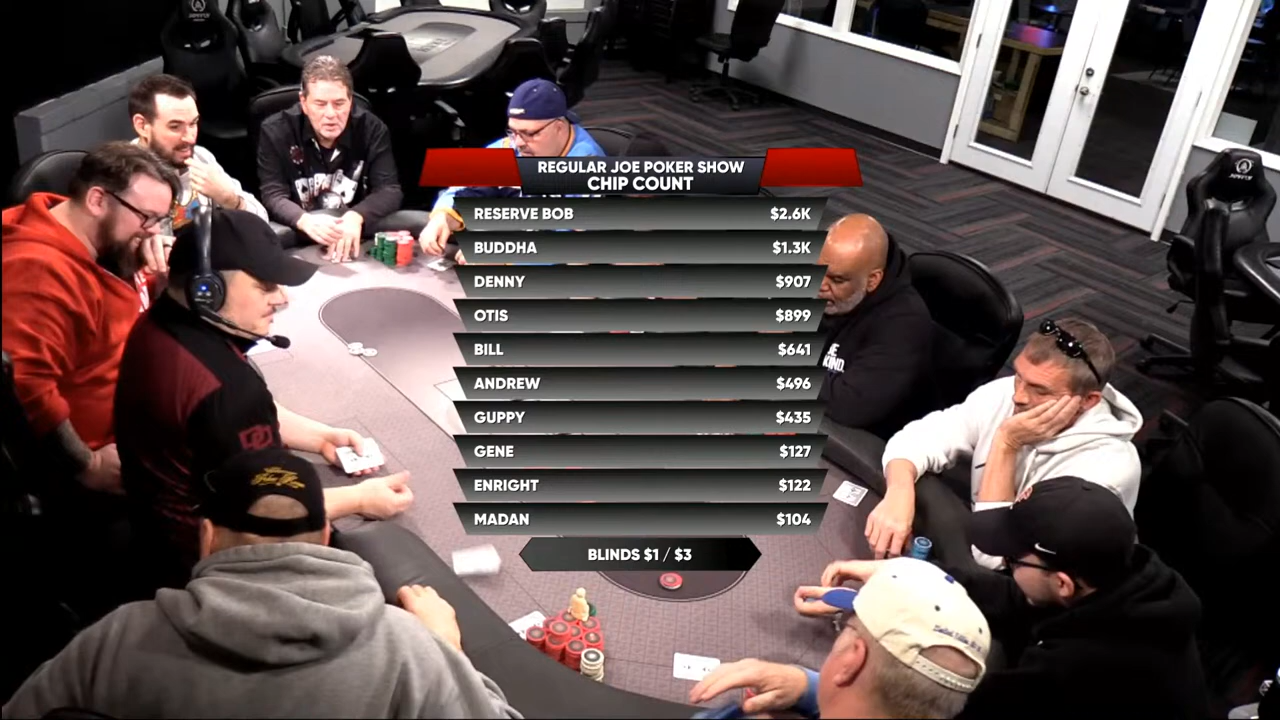 REGULAR JOE POKER SHOW
CHIP COUNT
RESERVE BOB $2.6K
BUDDHA $1.3K
DENNY $907
OTIS $899
BILL $641
ANDREW $496
GUPPY $435
GENE $127
ENRIGHT $122
MADAN $104
BLINDS $1 / $3